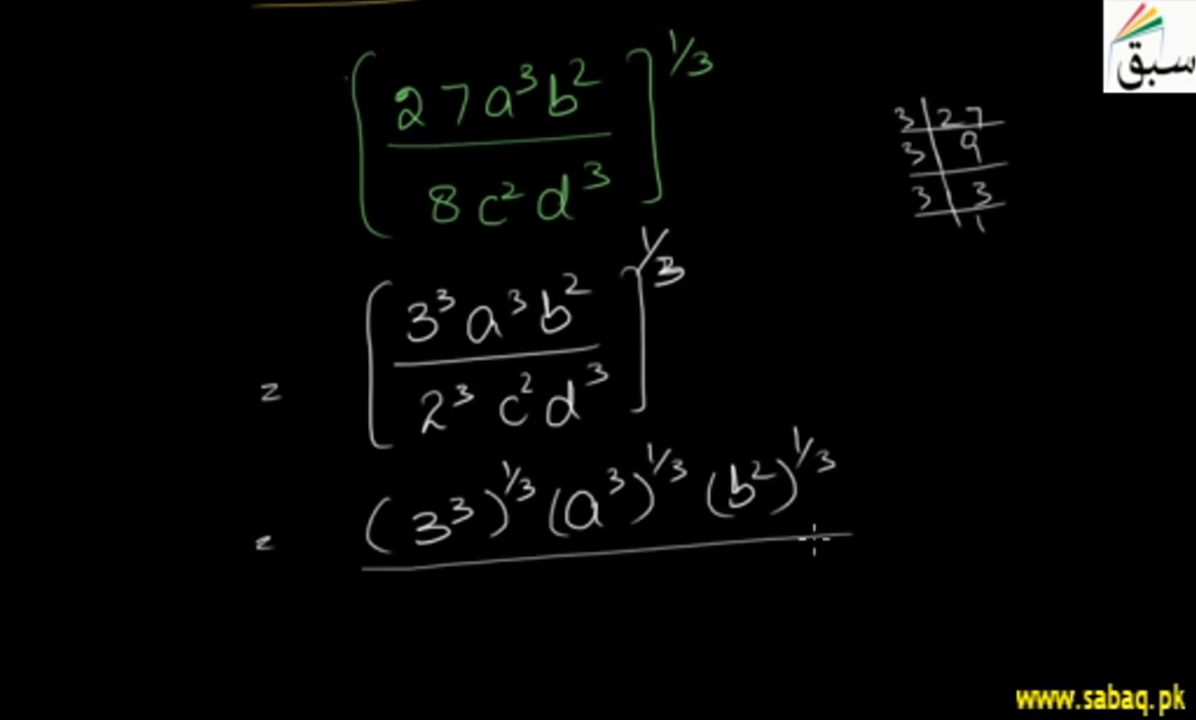 سبق
[27a³b² / 8c²d³]^1/3
3 | 27
3 | 9
3 | 3
1
= [3³a³b² / 2³c²d³]^1/3
= (3³)^1/3 (a³)^1/3 (b²)^1/3
www.sabaq.pk